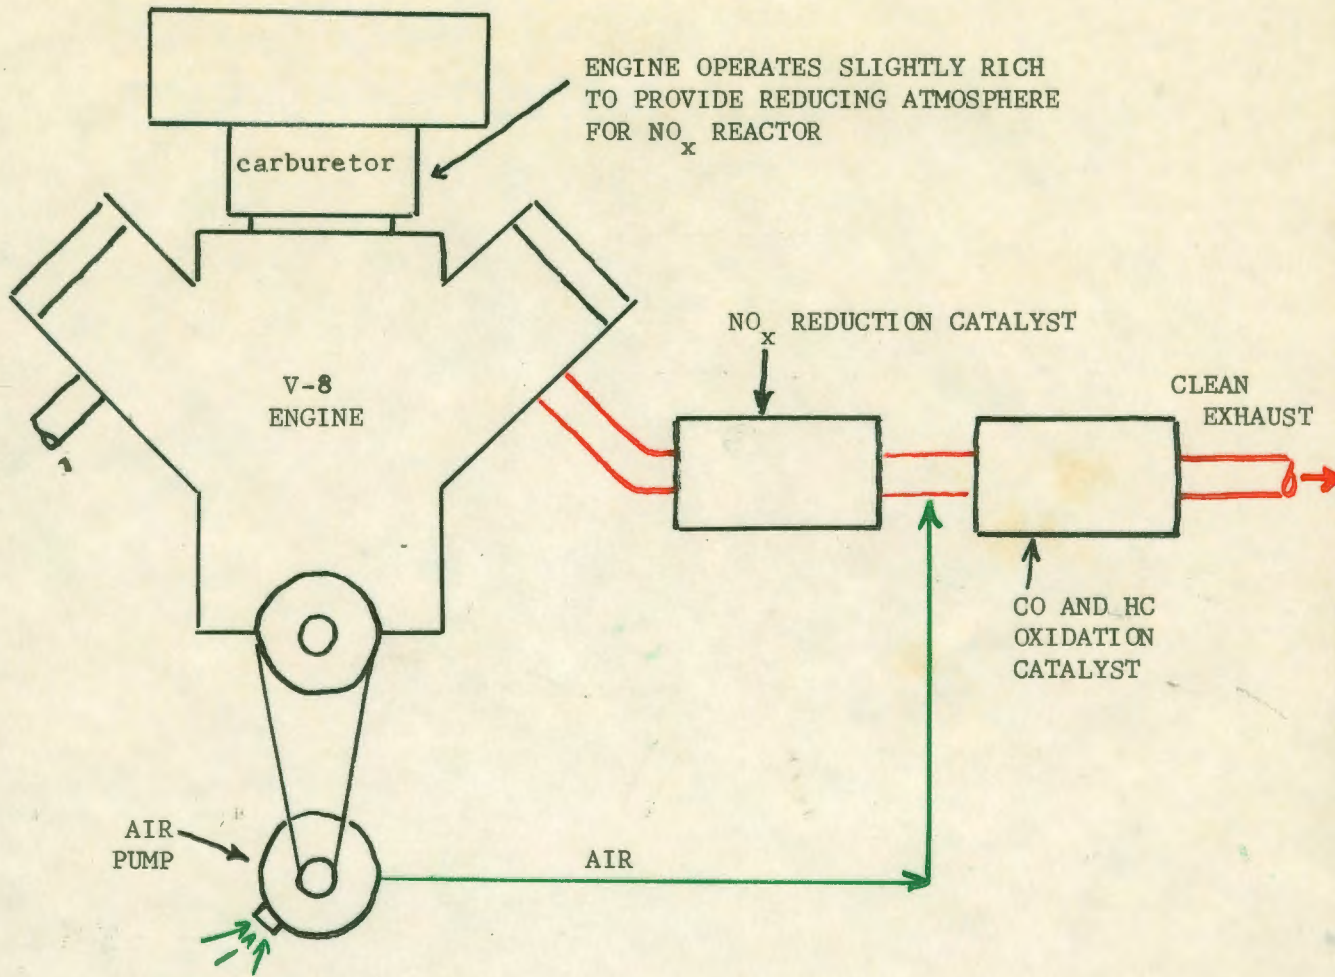 ENGINE OPERATES SLIGHTLY RICH
TO PROVIDE REDUCING ATMOSPHERE
FOR NOx REACTOR
carburetor
NOx REDUCTION CATALYST
V-8
ENGINE
CLEAN
EXHAUST
CO AND HC
OXIDATION
CATALYST
AIR
PUMP
AIR